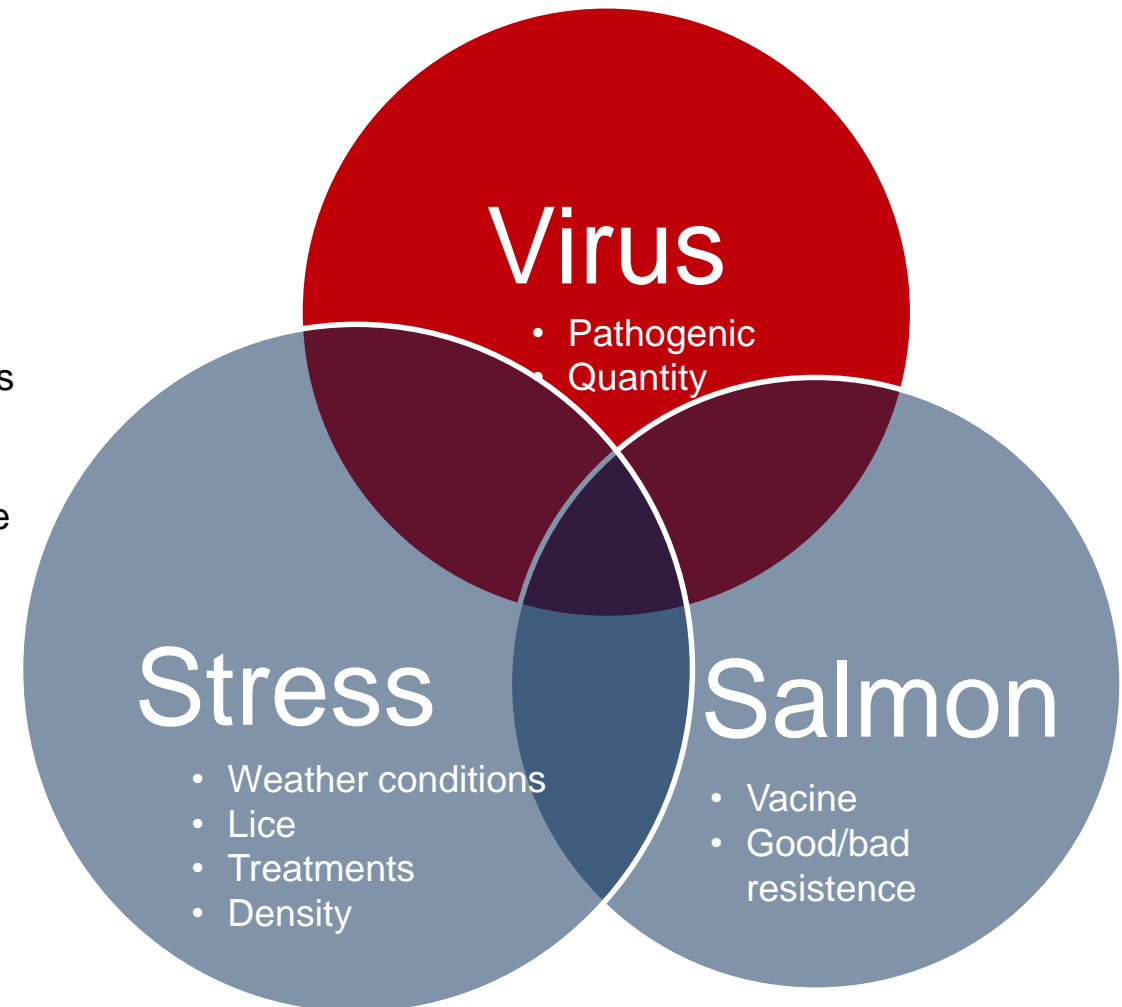 Virus
• Pathogenic
• Quantity
s
e
Stress
• Weather conditions
• Lice
• Treatments
• Density
Salmon
• Vacine
• Good/bad
resistence